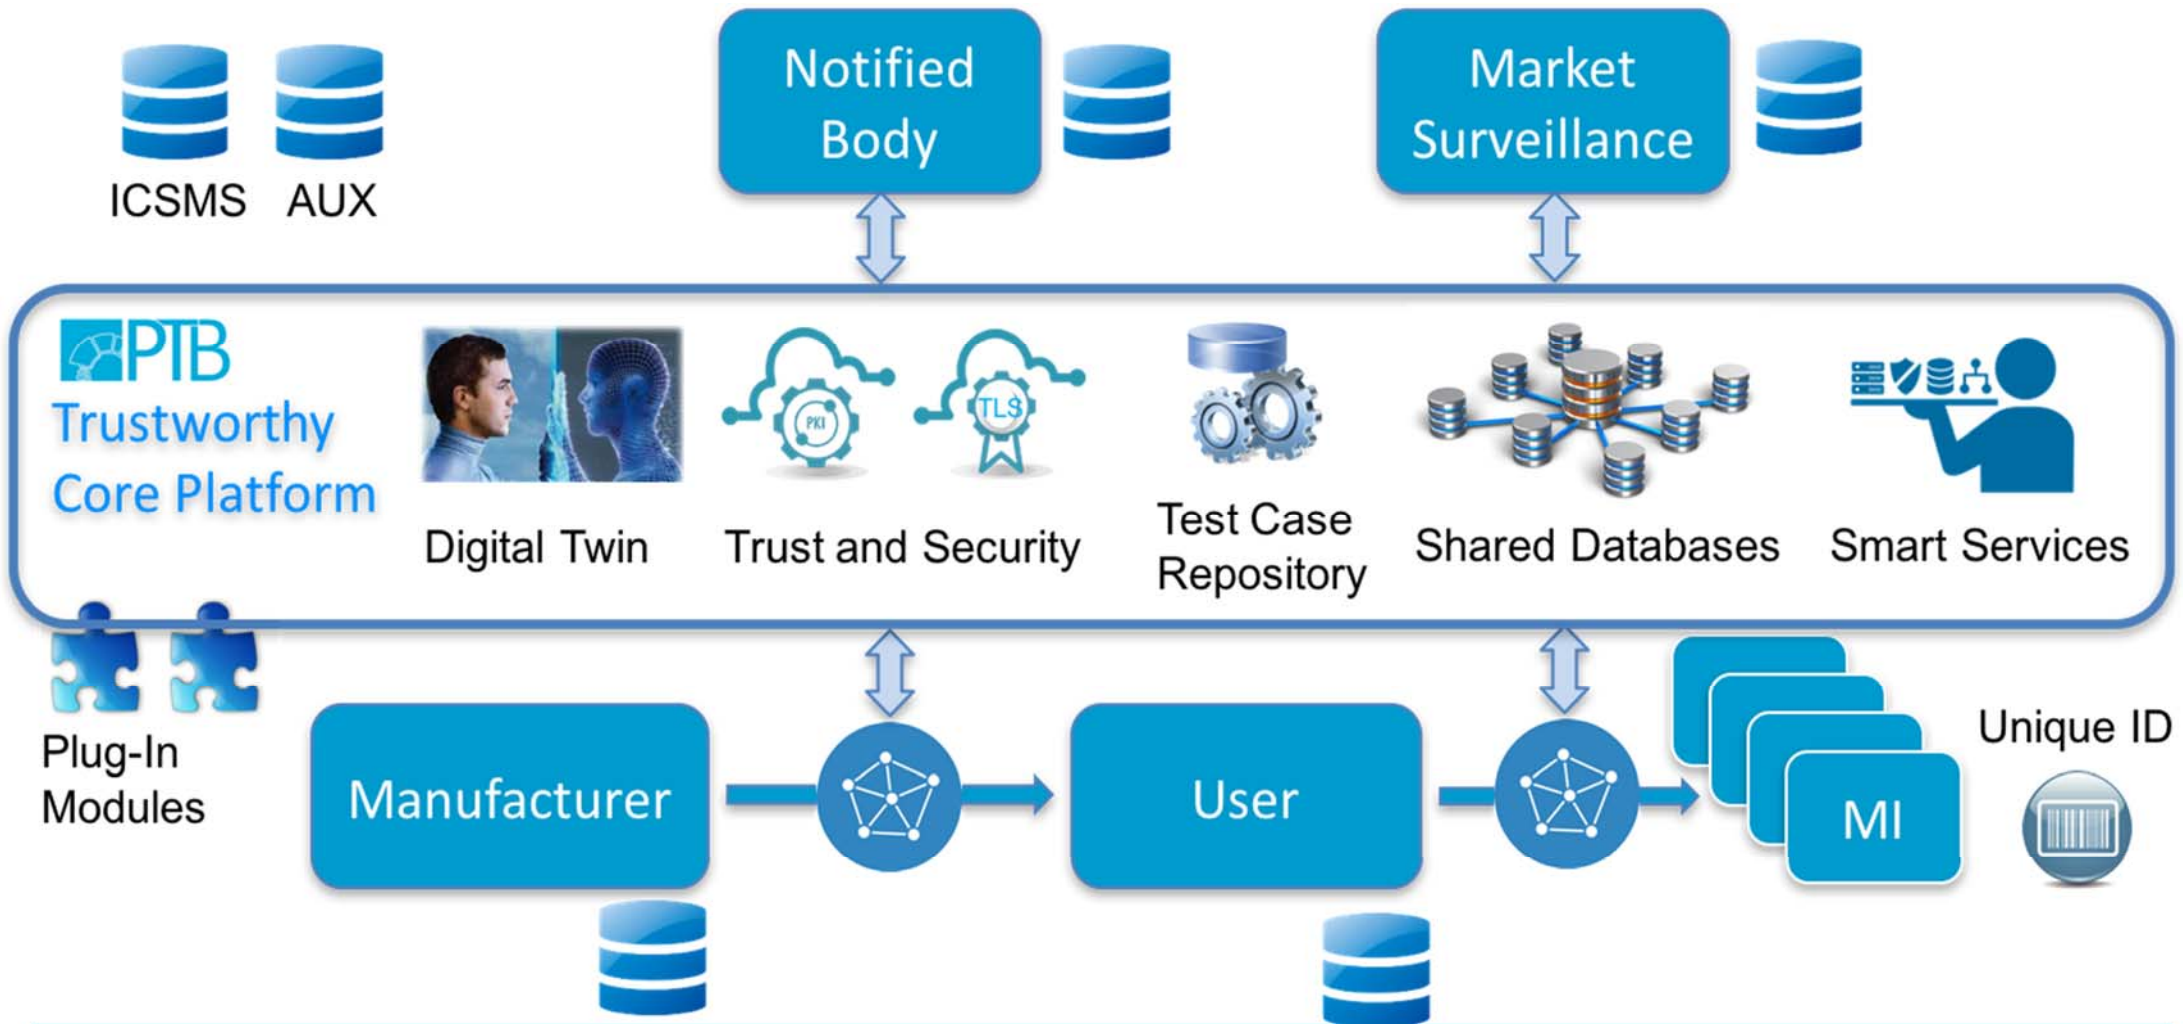 Notified
Body
Market
Surveillance
ICSMS
AUX
PTB
Trustworthy
Core Platform
PKI
TLS
Digital Twin
Trust and Security
Test Case
Repository
Shared Databases
Smart Services
Plug-In
Modules
Manufacturer
User
MI
Unique ID